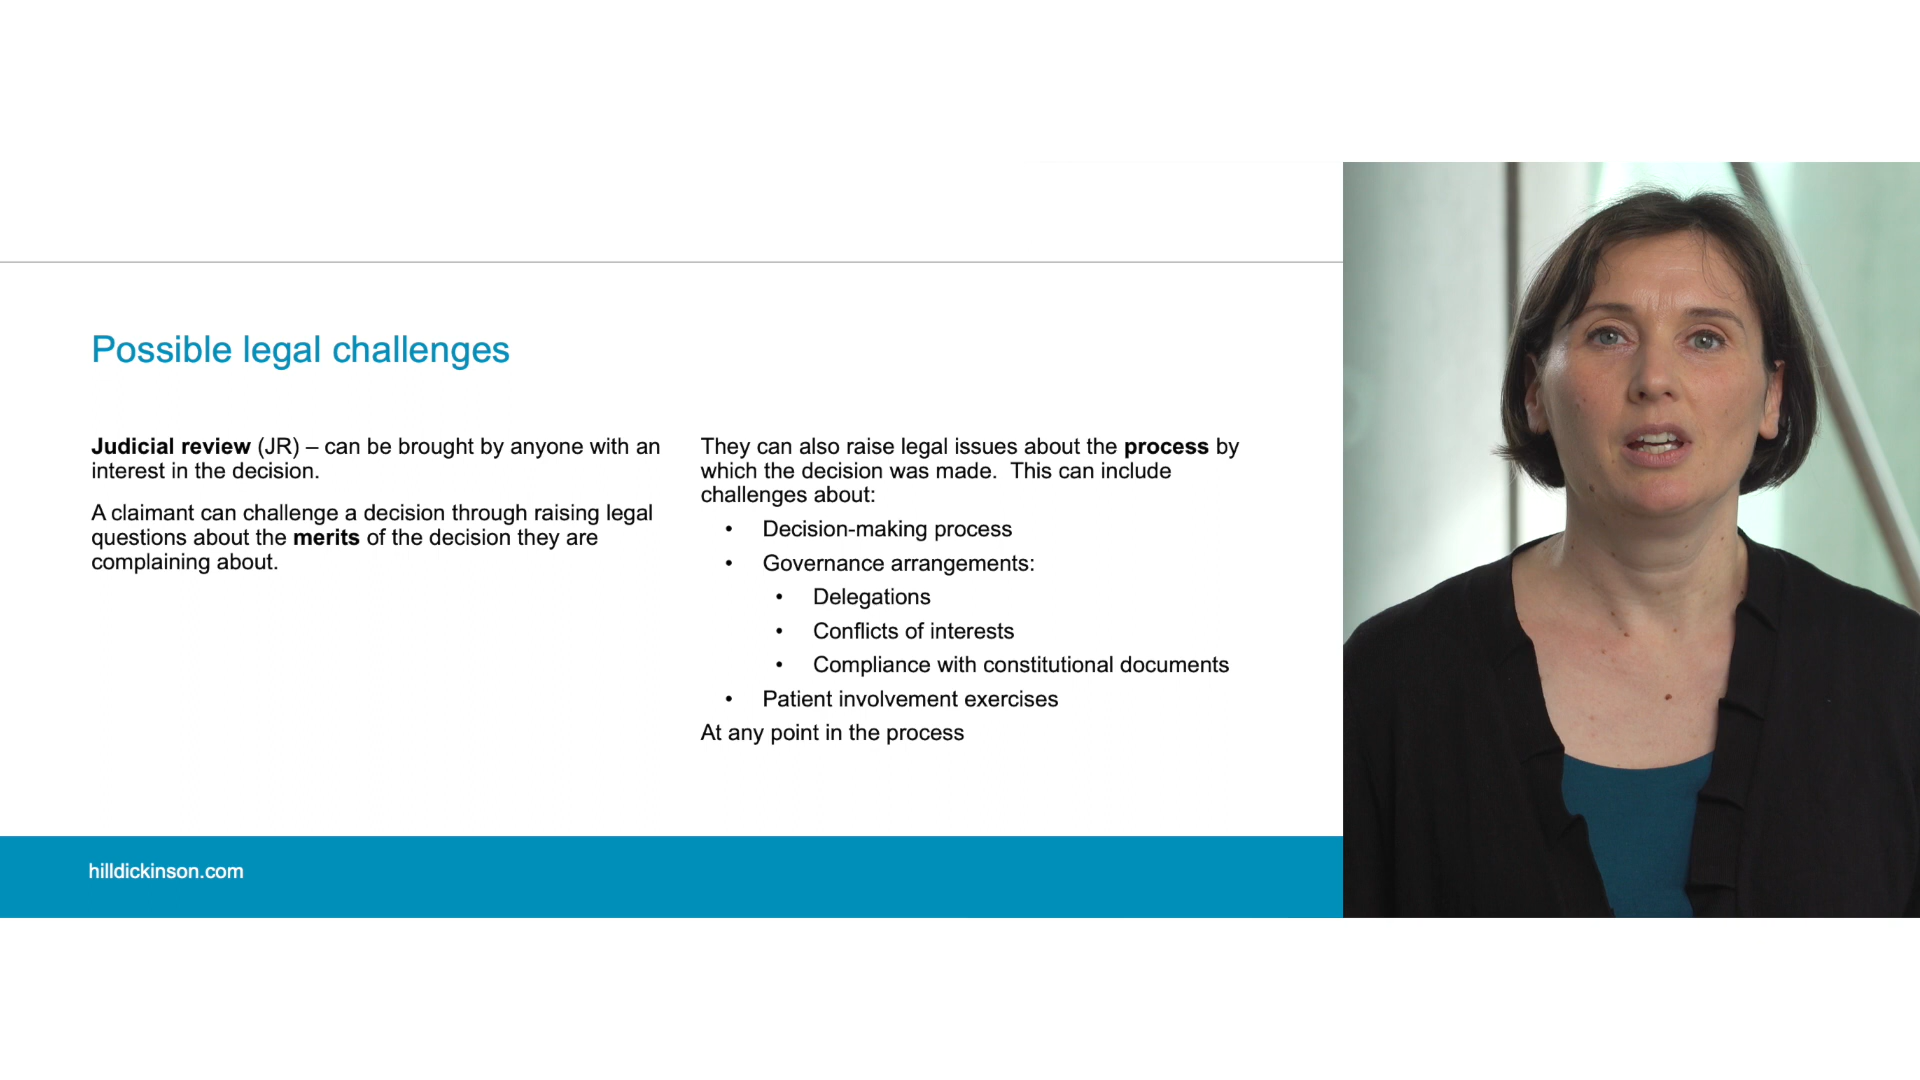 Possible legal challenges
Judicial review (JR) – can be brought by anyone with an
interest in the decision.
A claimant can challenge a decision through raising legal
questions about the merits of the decision they are
complaining about.
They can also raise legal issues about the process by
which the decision was made.  This can include
challenges about:
• Decision-making process
• Governance arrangements:
• Delegations
• Conflicts of interests
• Compliance with constitutional documents
• Patient involvement exercises
At any point in the process
hilldickinson.com